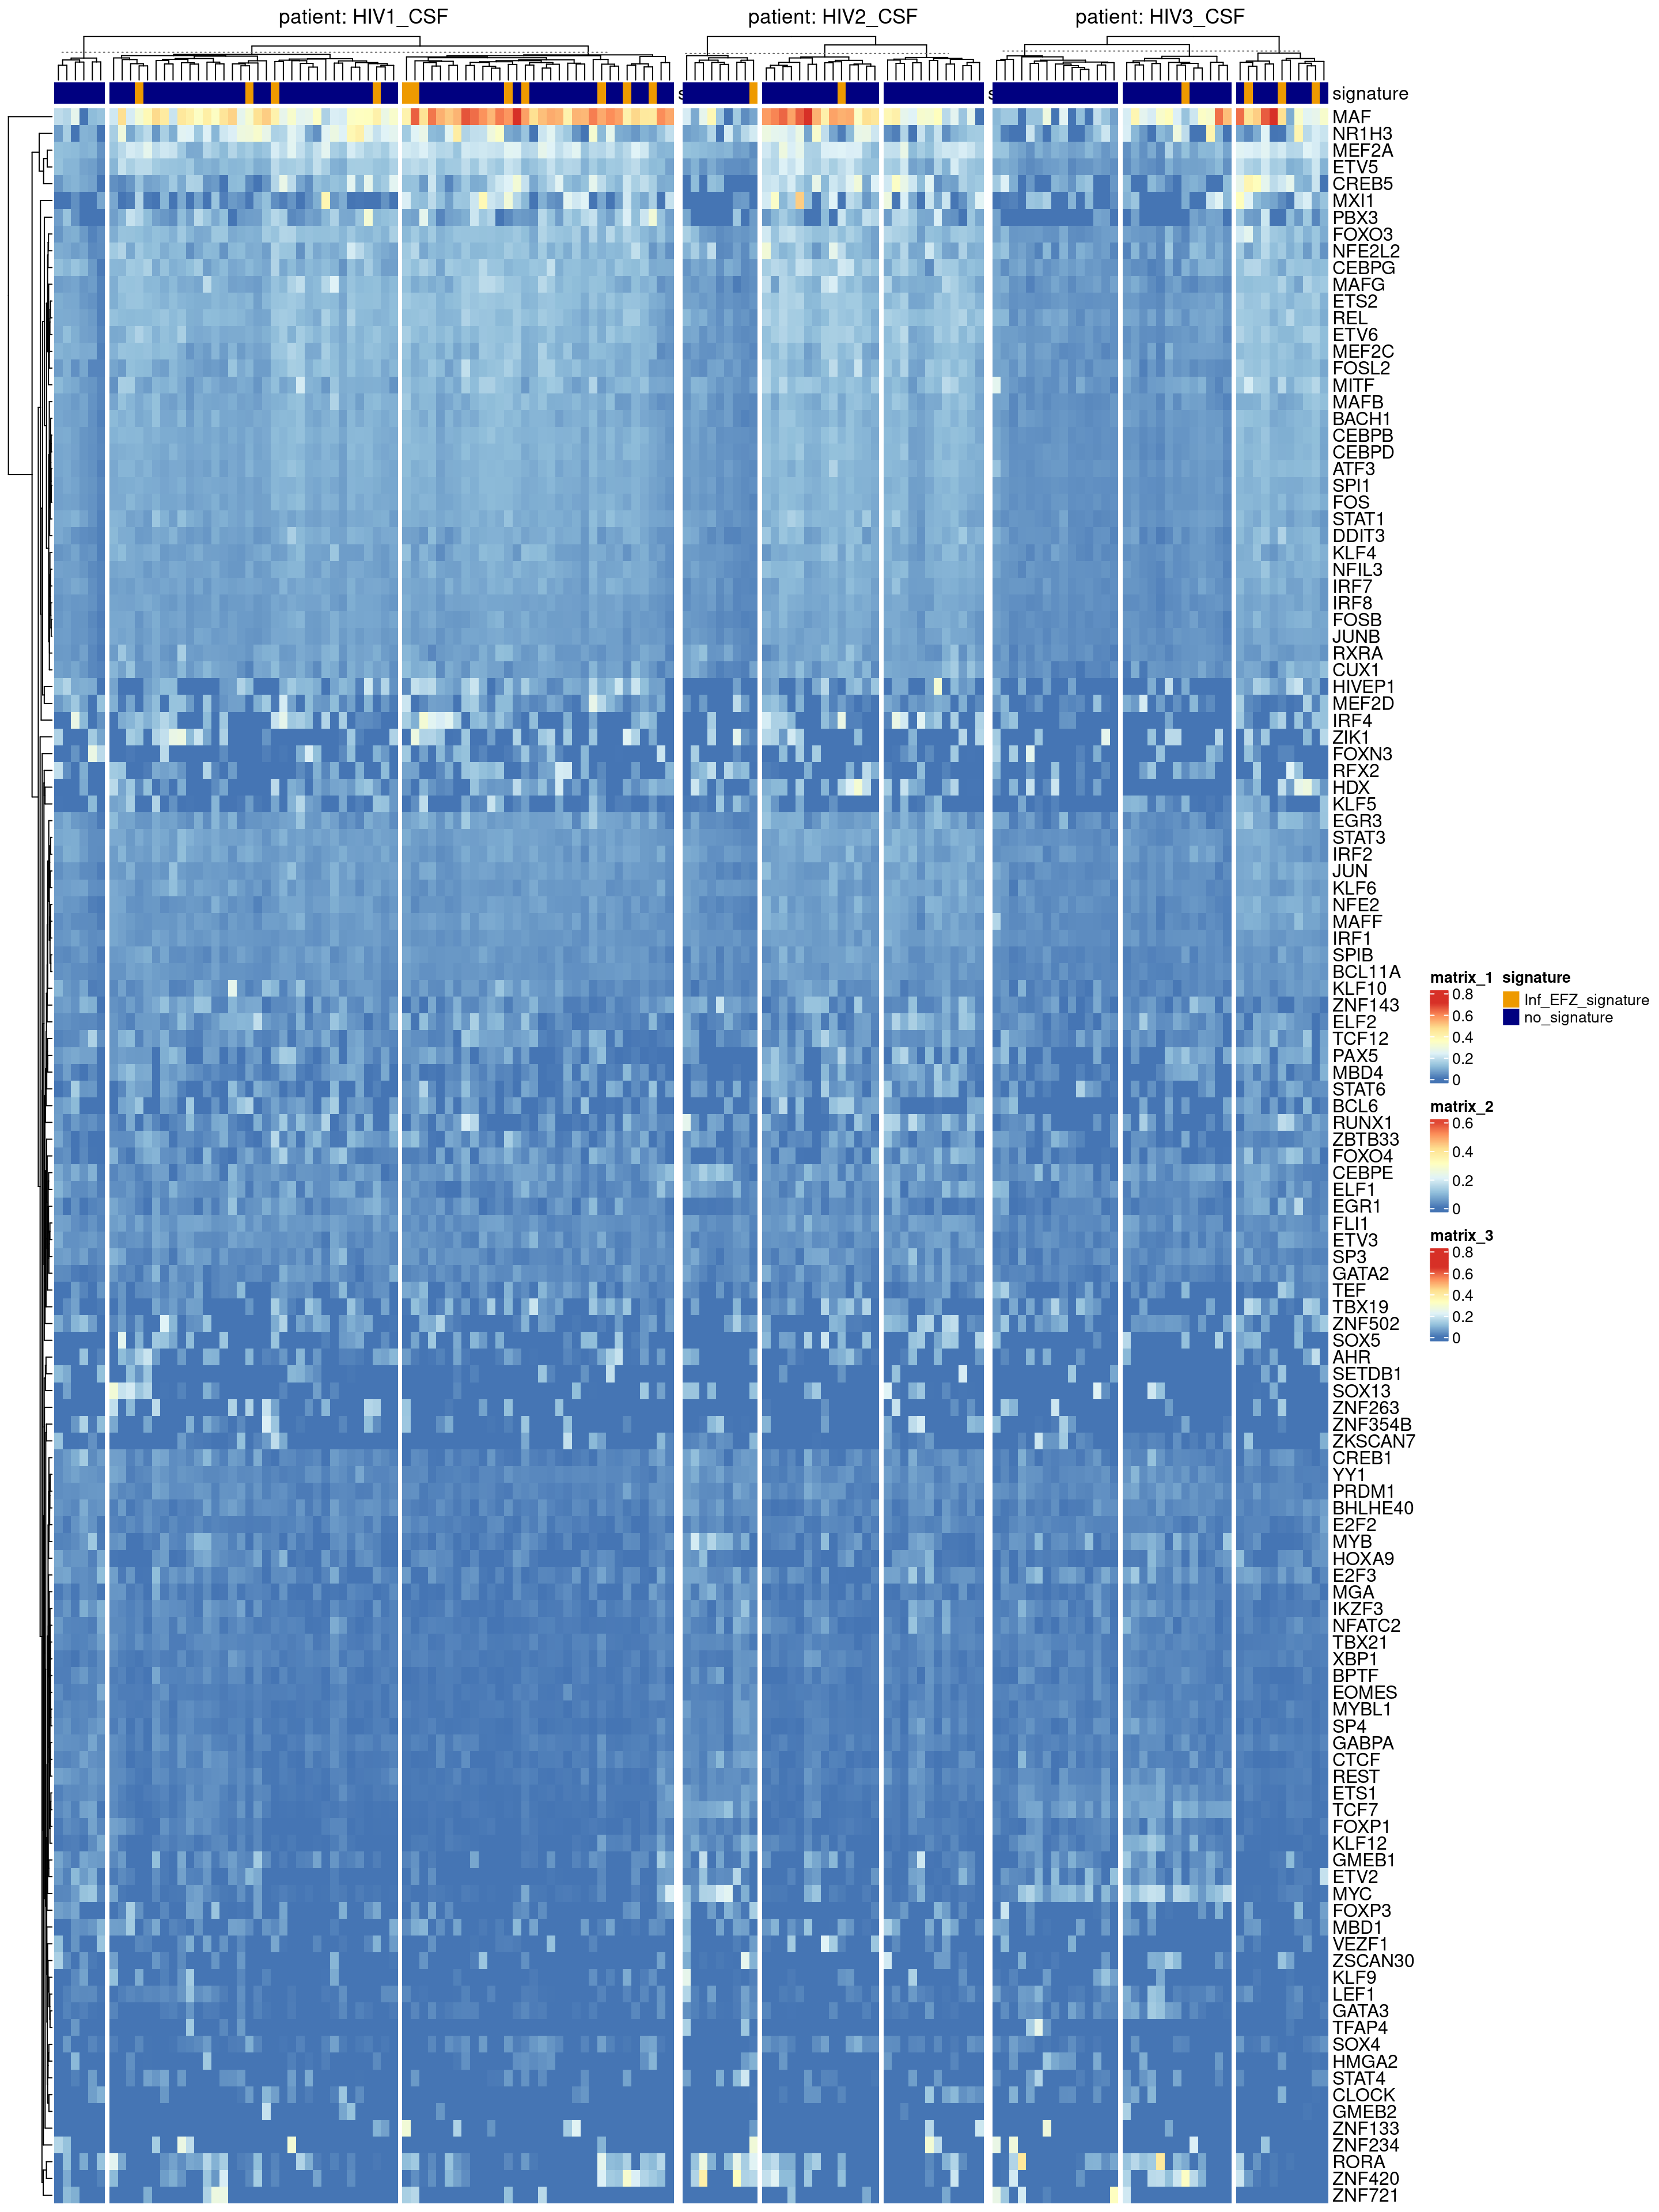 patient: HIV1_CSF
patient: HIV2_CSF
patient: HIV3_CSF
signature
MAF
NR1H3
MEF2A
ETV5
CREB5
MXI1
PBX3
FOXO3
NFE2L2
CEBPG
MAFG
ETS2
REL
ETV6
MEF2C
FOSL2
MITF
MAFB
BACH1
CEBPB
CEBPD
ATF3
SPI1
FOS
STAT1
DDIT3
KLF4
NFIL3
IRF7
IRF8
FOSB
JUNB
RXRA
CUX1
HIVEP1
MEF2D
IRF4
ZIK1
FOXN3
RFX2
HDX
KLF5
EGR3
STAT3
IRF2
JUN
KLF6
NFE2
MAFF
IRF1
SPIB
BCL11A
KLF10
ZNF143
ELF2
TCF12
PAX5
MBD4
STAT6
BCL6
RUNX1
ZBTB33
FOXO4
CEBPE
ELF1
EGR1
FLI1
ETV3
SP3
GATA2
TEF
TBX19
ZNF502
SOX5
AHR
SETDB1
SOX13
ZNF263
ZNF354B
ZKSCAN7
CREB1
YY1
PRDM1
BHLHE40
E2F2
MYB
HOXA9
E2F3
MGA
IKZF3
NFATC2
TBX21
XBP1
BPTF
EOMES
MYBL1
SP4
GABPA
CTCF
REST
ETS1
TCF7
FOXP1
KLF12
GMEB1
ETV2
MYC
FOXP3
MBD1
VEZF1
ZSCAN30
KLF9
LEF1
GATA3
TFAP4
SOX4
HMGA2
STAT4
CLOCK
GMEB2
ZNF133
ZNF234
RORA
ZNF420
ZNF721
matrix_1
0.8
0.6
0.4
0.2
0
signature
Inf_EFZ_signature
no_signature
matrix_2
0.6
0.4
0.2
0
matrix_3
0.8
0.6
0.4
0.2
0